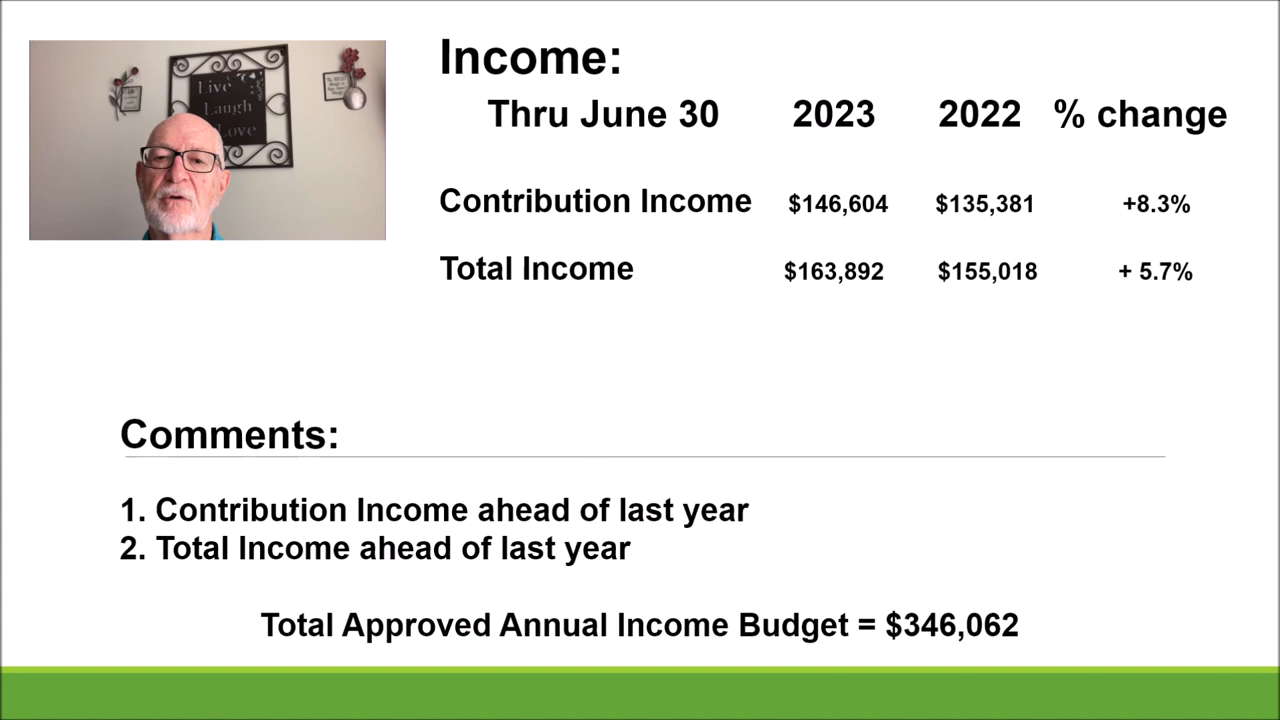 Live
Laugh
Love
Income:
Thru June 30 2023 2022 % change
Contribution Income $146,604 $135,381 +8.3%
Total Income $163,892 $155,018 + 5.7%
Comments:
1. Contribution Income ahead of last year
2. Total Income ahead of last year
Total Approved Annual Income Budget = $346,062